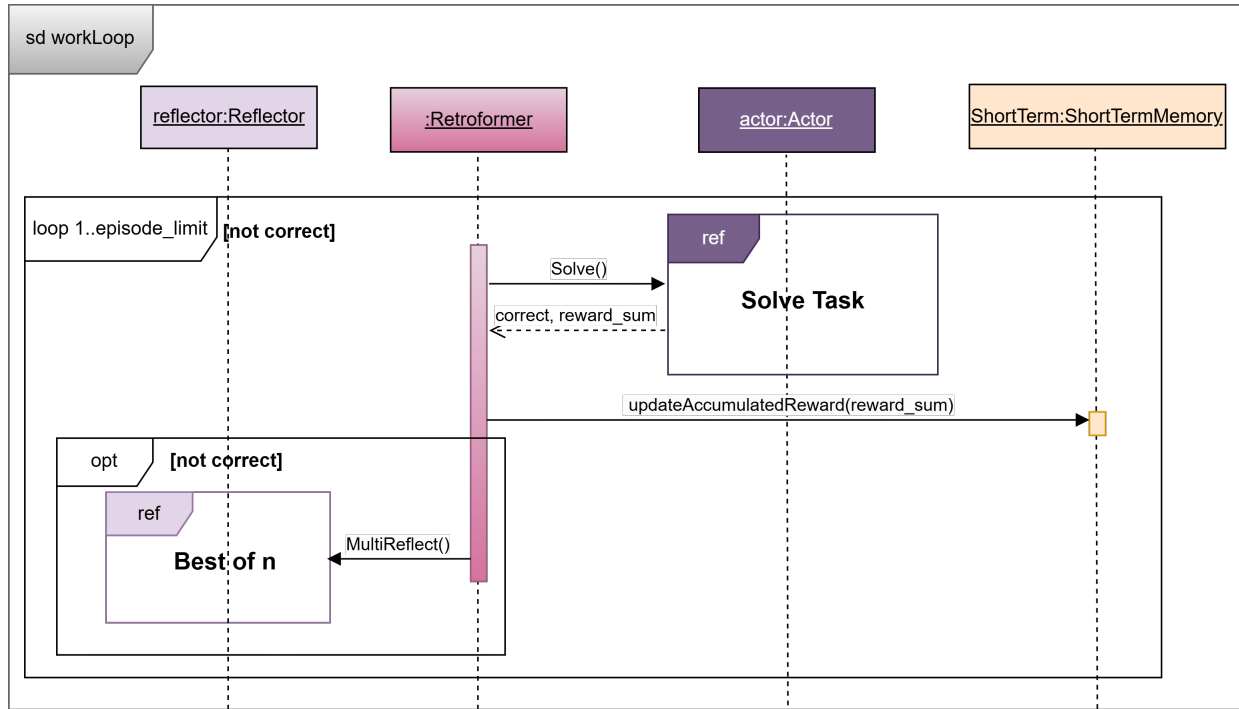 sd workLoop
reflector:Reflector
:Retroformer
actor:Actor
ShortTerm:ShortTermMemory
loop 1..episode_limit
[not correct]
ref
Solve()
Solve Task
correct, reward_sum
updateAccumulatedReward(reward_sum)
opt
[not correct]
ref
MultiReflect()
Best of n